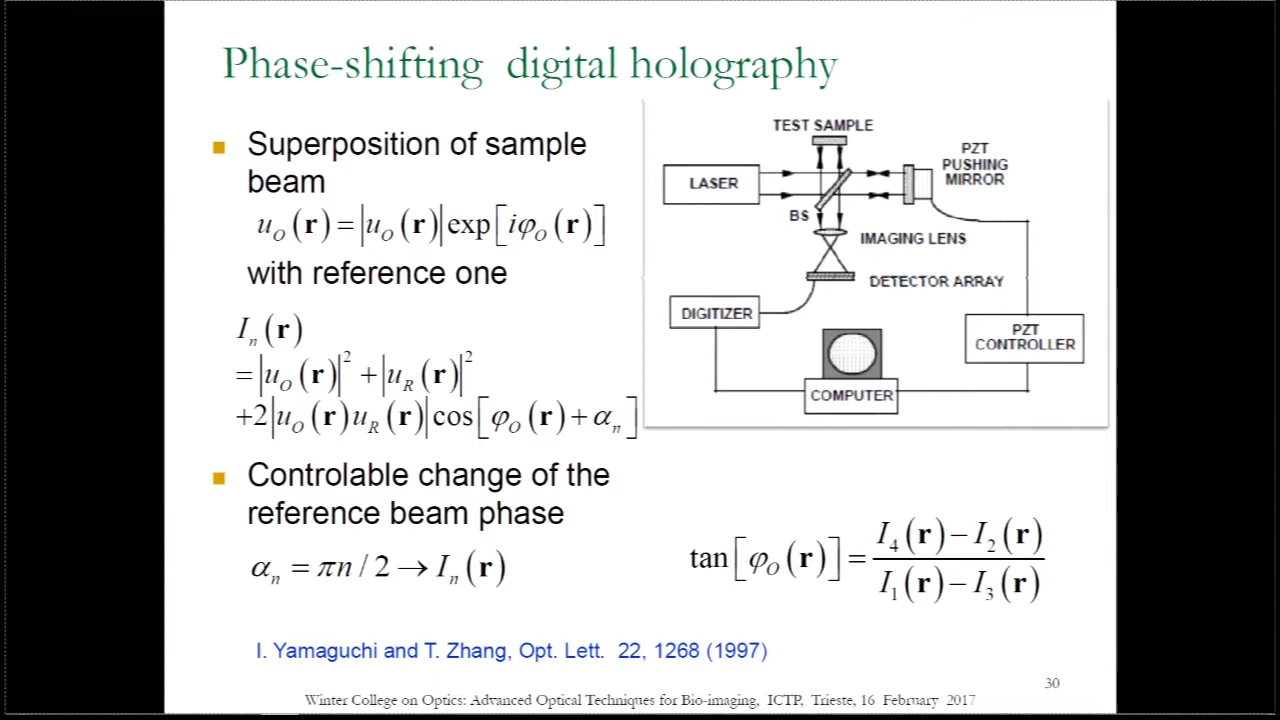 Phase-shifting digital holography
Superposition of sample
beam
u_O(r) = |u_O(r)| exp[iφ_O(r)]
with reference one
I_n(r)
= |u_O(r)|² + |u_R(r)|²
+2|u_O(r)u_R(r)| cos[φ_O(r) + α_n]
Controlable change of the
reference beam phase
α_n = πn / 2 → I_n(r)
TEST SAMPLE
PZT
PUSHING
MIRROR
LASER
BS
IMAGING LENS
DETECTOR ARRAY
DIGITIZER
PZT
CONTROLLER
COMPUTER
tan[φ_O(r)] = (I_4(r) − I_2(r)) / (I_1(r) − I_3(r))
I. Yamaguchi and T. Zhang, Opt. Lett. 22, 1268 (1997)
30
Winter College on Optics: Advanced Optical Techniques for Bio-imaging, ICTP, Trieste, 16 February 2017